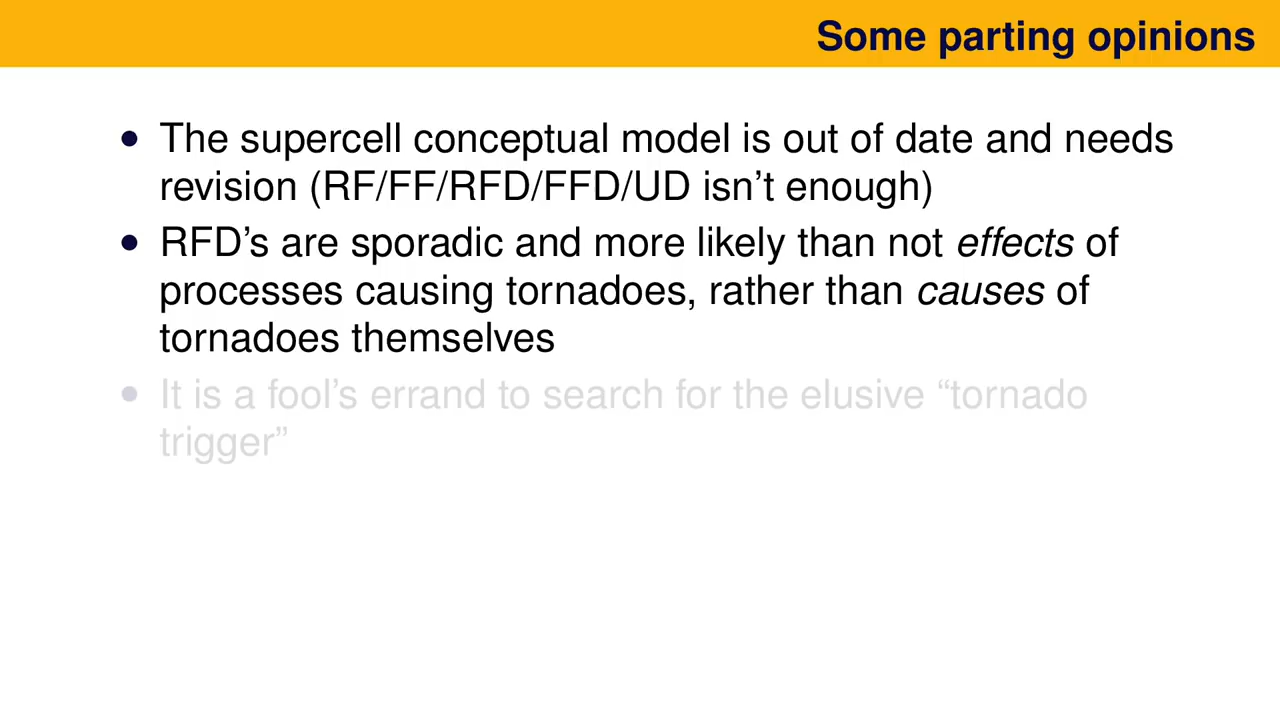 Some parting opinions
• The supercell conceptual model is out of date and needs
revision (RF/FF/RFD/FFD/UD isn’t enough)
• RFD’s are sporadic and more likely than not effects of
processes causing tornadoes, rather than causes of
tornadoes themselves
• It is a fool’s errand to search for the elusive “tornado
trigger”